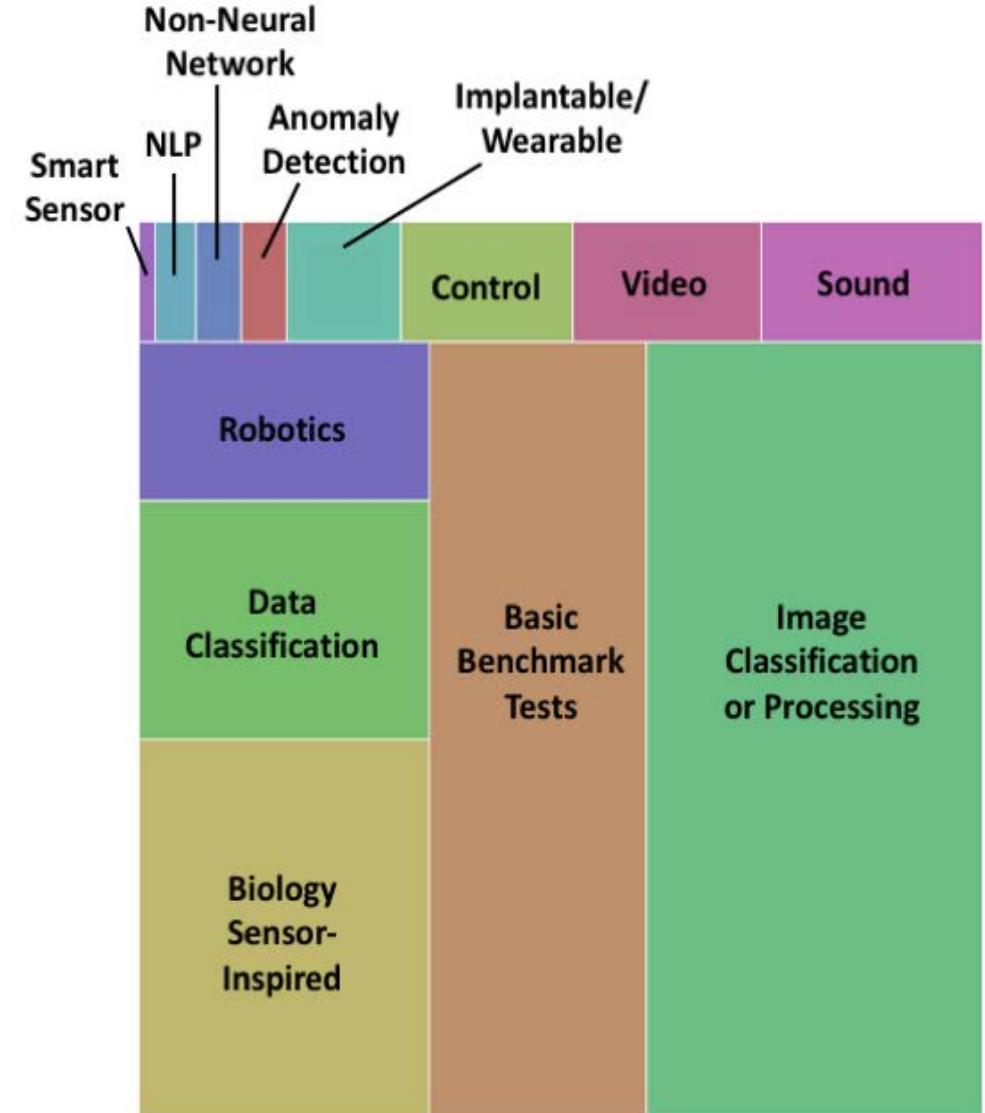 Non-Neural
Network
Implantable/
Wearable
Anomaly
Detection
NLP
Smart
Sensor
Control
Video
Sound
Robotics
Data
Classification
Basic
Benchmark
Tests
Image
Classification
or Processing
Biology
Sensor-
Inspired